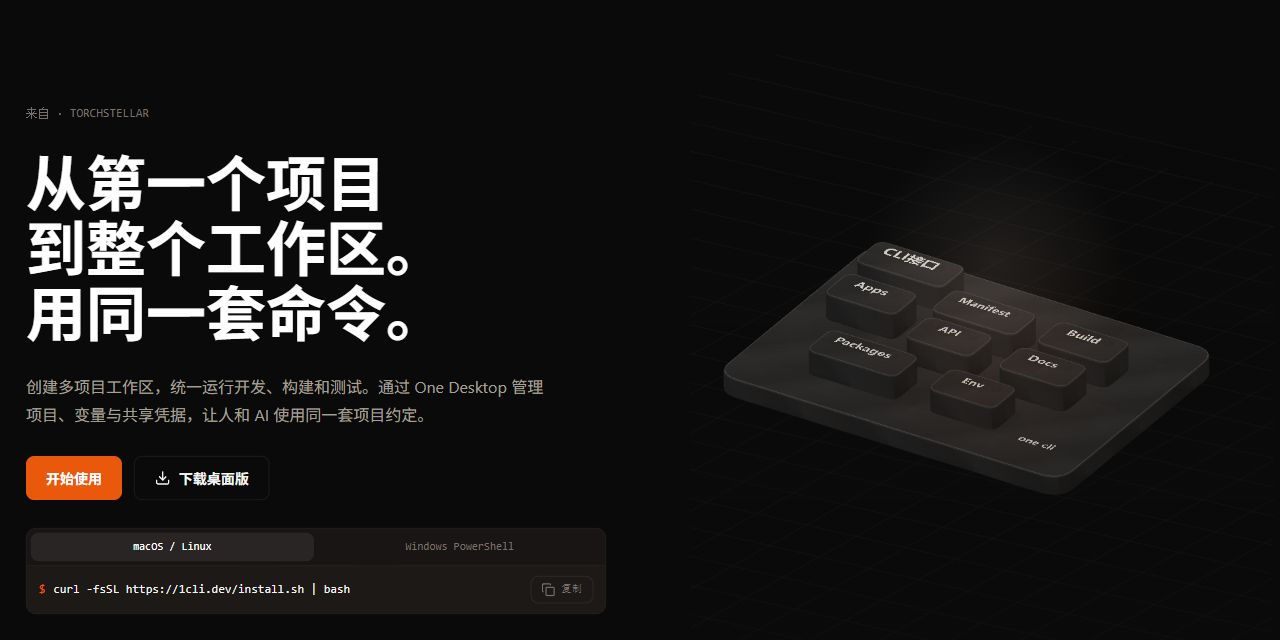 来自 · TORCHSTELLAR
从第一个项目
到整个工作区。
用同一套命令。
创建多项目工作区，统一运行开发、构建和测试。通过 One Desktop 管理
项目、变量与共享凭据，让人和 AI 使用同一套项目约定。
开始使用
下载桌面版
macOS / Linux
Windows PowerShell
$ curl -fsSL https://1cli.dev/install.sh | bash
复制
CLI接口
Apps
Manifest
Build
API
Packages
Docs
Env
one cli